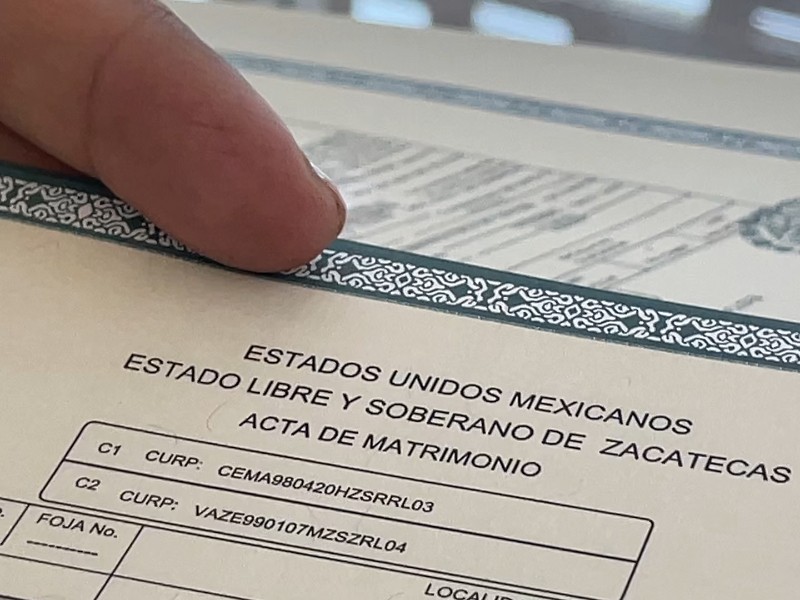 ESTADOS UNIDOS MEXICANOS
ESTADO LIBRE Y SOBERANO DE ZACATECAS
ACTA DE MATRIMONIO
C1 CURP: CEMA980420HZSRRL03
C2 CURP: VAZE990107MZSZRL04
FOJA No.
----------